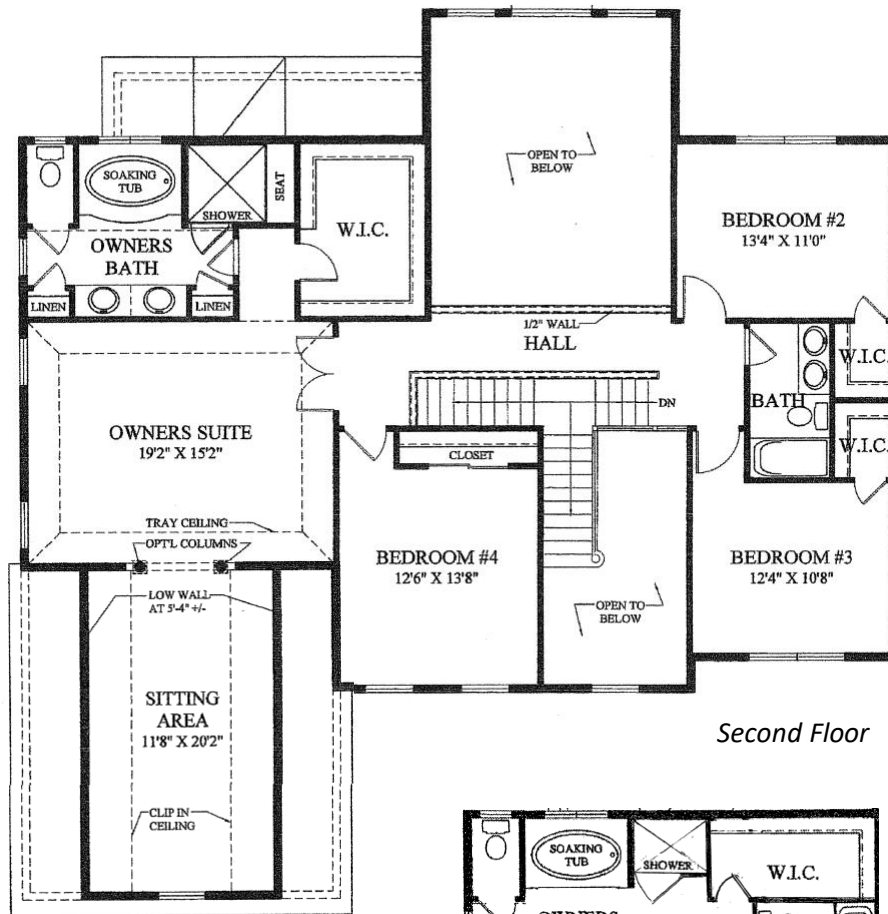 OPEN TO
BELOW
SOAKING
TUB
SHOWER
SEAT
W.I.C.
BEDROOM #2
13'4" X 11'0"
OWNERS
BATH
LINEN
LINEN
1/2" WALL
HALL
W.I.C.
DN
BATH
W.I.C.
OWNERS SUITE
19'2" X 15'2"
CLOSET
TRAY CEILING
OPT'L COLUMNS
BEDROOM #4
12'6" X 13'8"
BEDROOM #3
12'4" X 10'8"
LOW WALL
AT 5'-4" +/-
OPEN TO
BELOW
SITTING
AREA
11'8" X 20'2"
Second Floor
CLIP IN
CEILING
SOAKING
TUB
SHOWER
W.I.C.
OWNERS